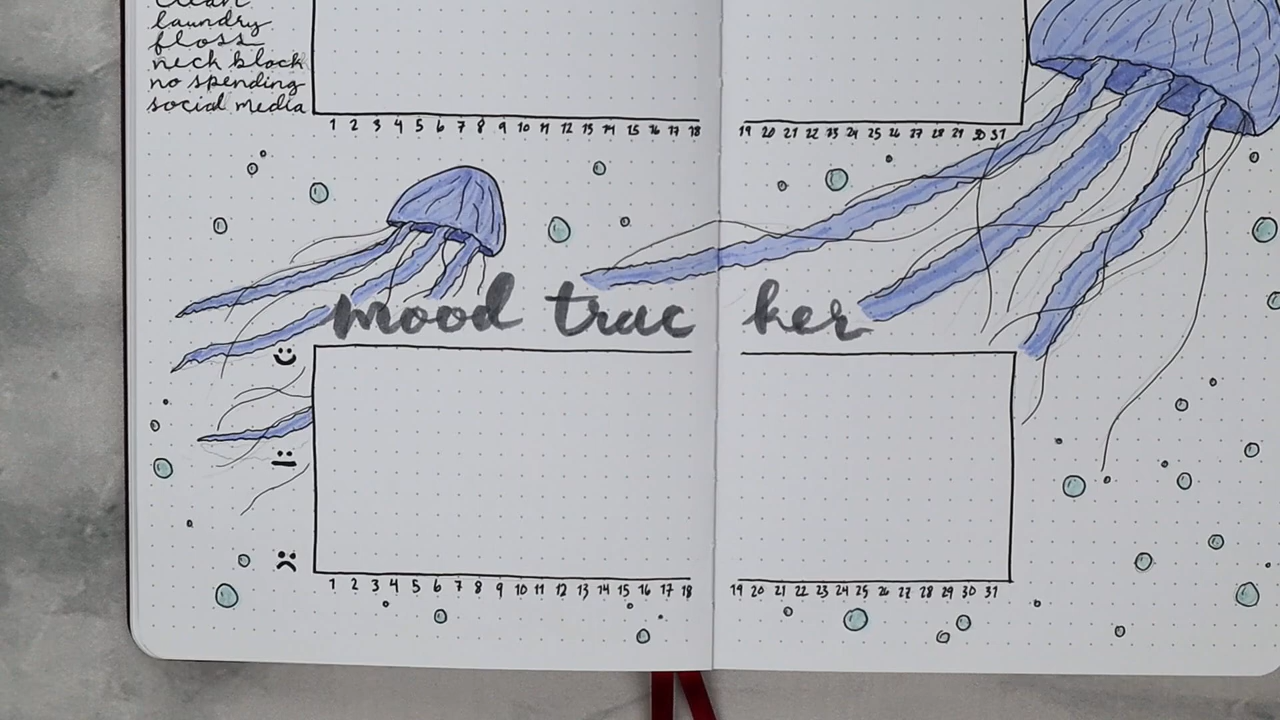 clean
laundry
floss
neck block
no spending
social media
1 2 3 4 5 6 7 8 9 10 11 12 13 14 15 16 17 18 19 20 21 22 23 24 25 26 27 28 29 30 31
mood tracker
1 2 3 4 5 6 7 8 9 10 11 12 13 14 15 16 17 18 19 20 21 22 23 24 25 26 27 28 29 30 31